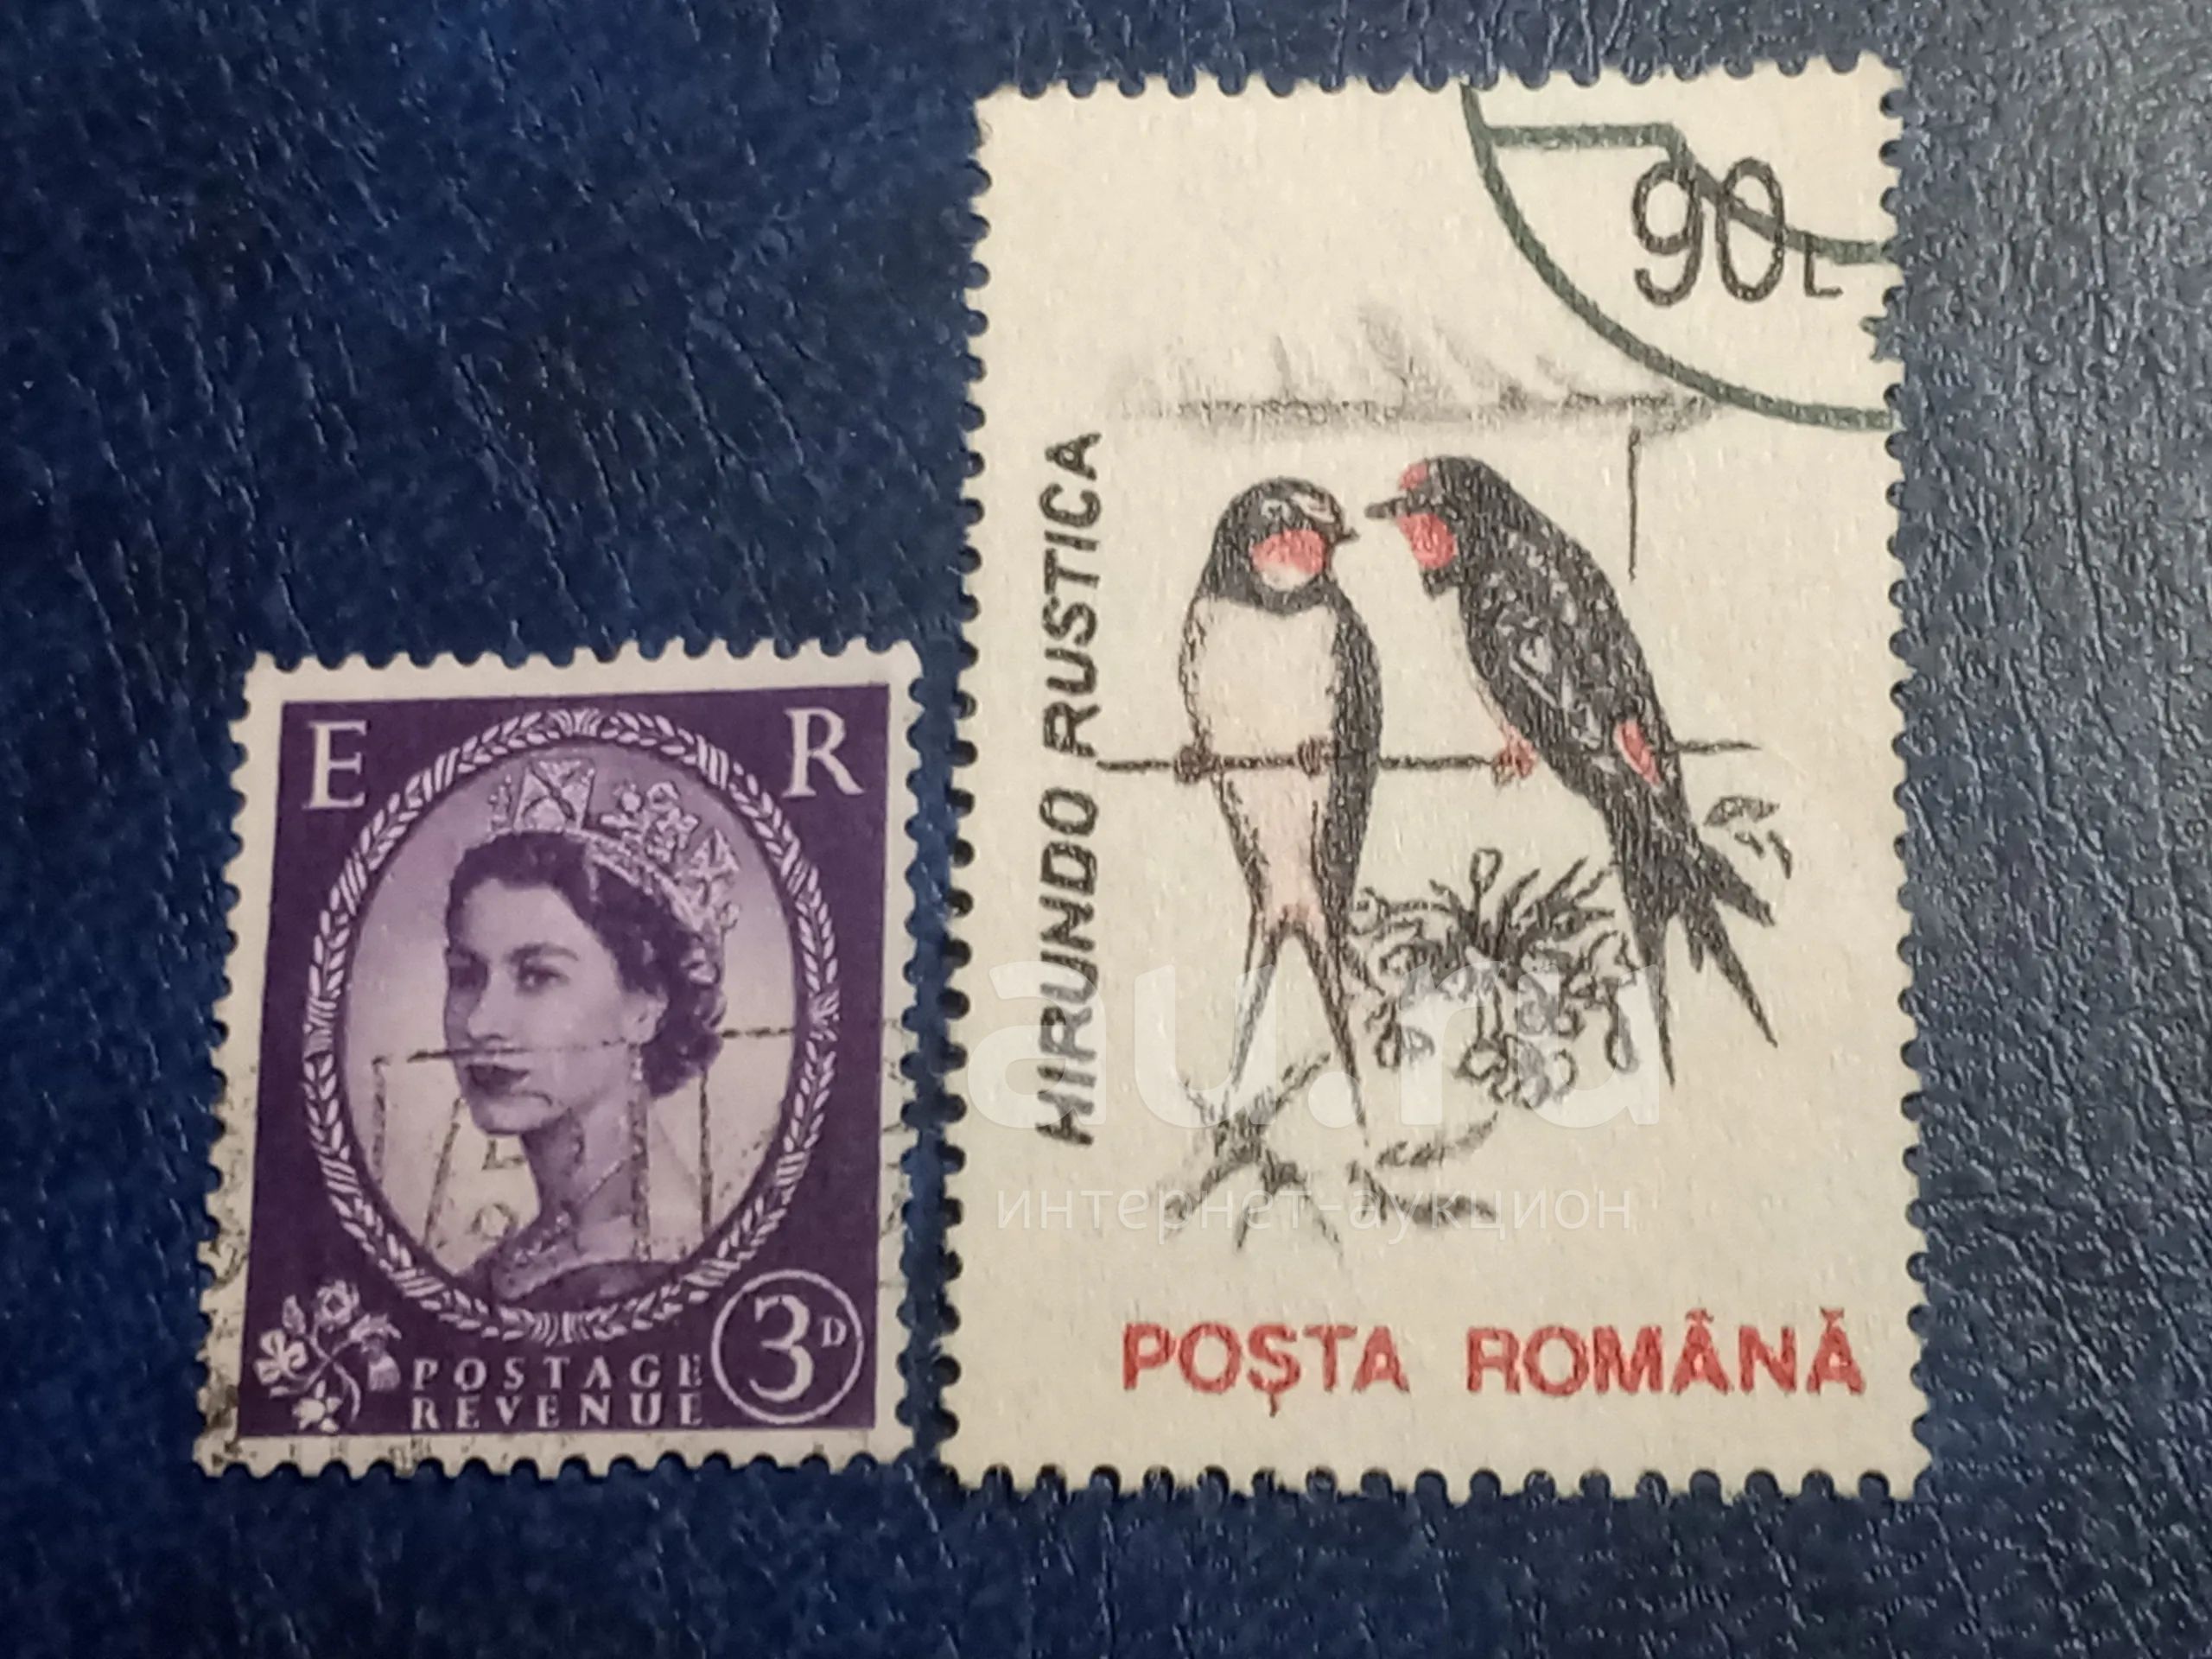 E R
POSTAGE
REVENUE
3D
90L
HIRUNDO RUSTICA
POȘTA ROMÂNĂ
au.ru
интернет-аукцион